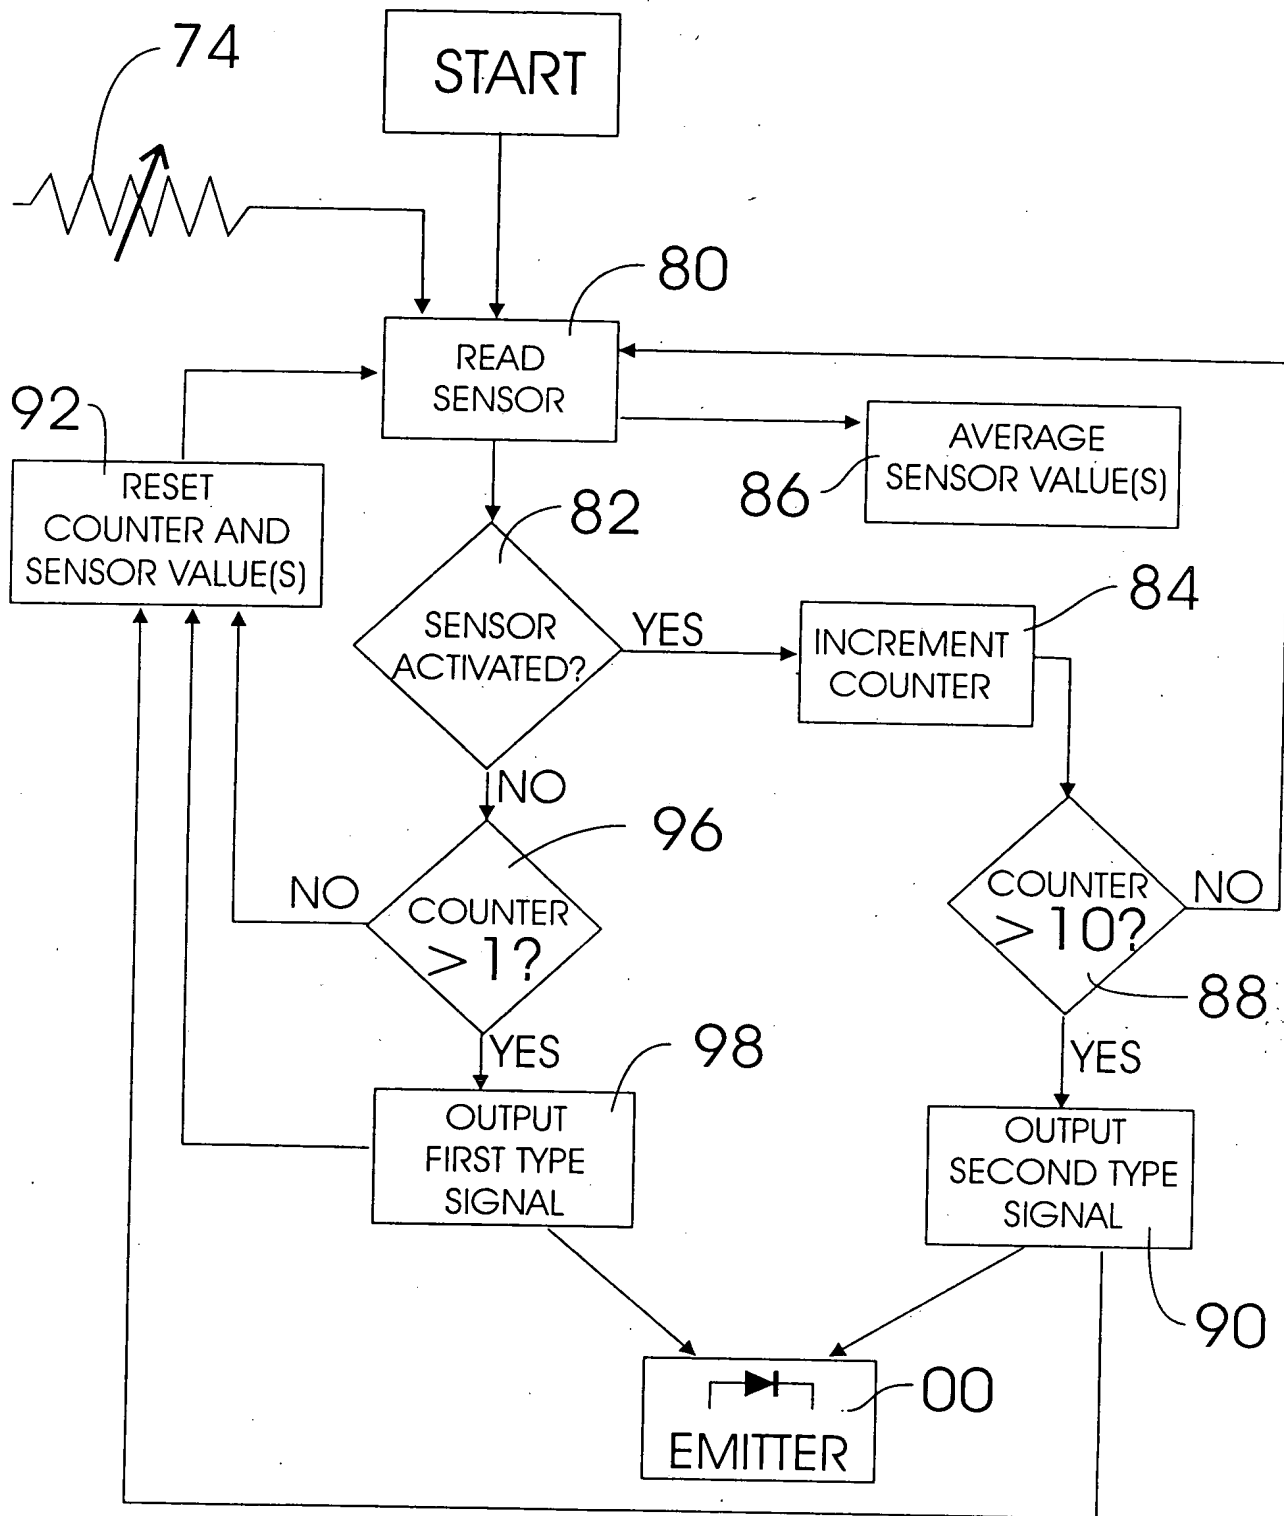 74
START
80
READ
SENSOR
92
RESET
COUNTER AND
SENSOR VALUE(S)
AVERAGE
SENSOR VALUE(S)
86
82
SENSOR
ACTIVATED?
YES
84
INCREMENT
COUNTER
NO
96
COUNTER
> 1?
NO
COUNTER
> 10?
NO
88
YES
98
OUTPUT
FIRST TYPE
SIGNAL
YES
OUTPUT
SECOND TYPE
SIGNAL
90
00
EMITTER